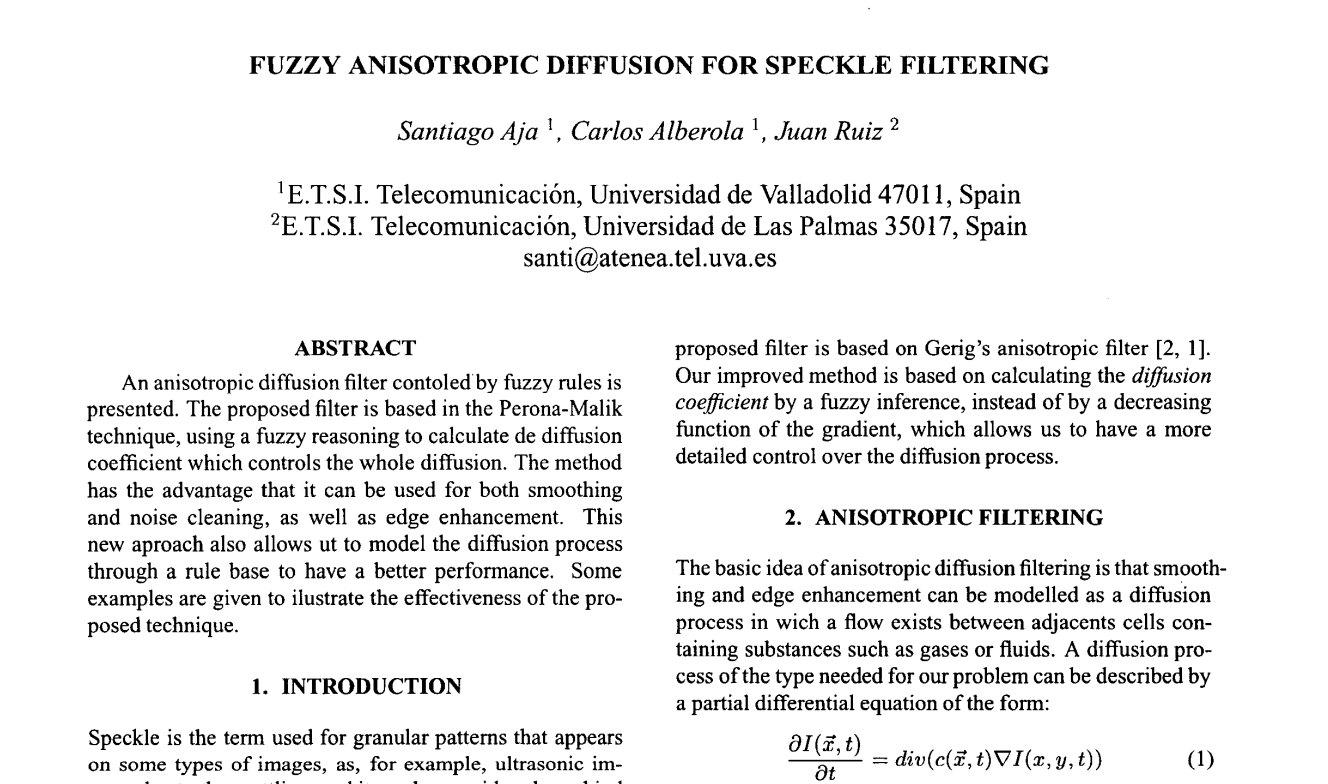 FUZZY ANISOTROPIC DIFFUSION FOR SPECKLE FILTERING
Santiago Aja 1, Carlos Alberola 1, Juan Ruiz 2
1E.T.S.I. Telecomunicación, Universidad de Valladolid 47011, Spain
2E.T.S.I. Telecomunicación, Universidad de Las Palmas 35017, Spain
santi@atenea.tel.uva.es
ABSTRACT
An anisotropic diffusion filter contoled by fuzzy rules is
presented. The proposed filter is based in the Perona-Malik
technique, using a fuzzy reasoning to calculate de diffusion
coefficient which controls the whole diffusion. The method
has the advantage that it can be used for both smoothing
and noise cleaning, as well as edge enhancement. This
new aproach also allows ut to model the diffusion process
through a rule base to have a better performance. Some
examples are given to ilustrate the effectiveness of the pro-
posed technique.
1. INTRODUCTION
Speckle is the term used for granular patterns that appears
on some types of images, as, for example, ultrasonic im-
proposed filter is based on Gerig's anisotropic filter [2, 1].
Our improved method is based on calculating the diffusion
coefficient by a fuzzy inference, instead of by a decreasing
function of the gradient, which allows us to have a more
detailed control over the diffusion process.
2. ANISOTROPIC FILTERING
The basic idea of anisotropic diffusion filtering is that smooth-
ing and edge enhancement can be modelled as a diffusion
process in wich a flow exists between adjacents cells con-
taining substances such as gases or fluids. A diffusion pro-
cess of the type needed for our problem can be described by
a partial differential equation of the form:
∂I(x⃗, t)/∂t = div(c(x⃗, t)∇I(x, y, t)) (1)